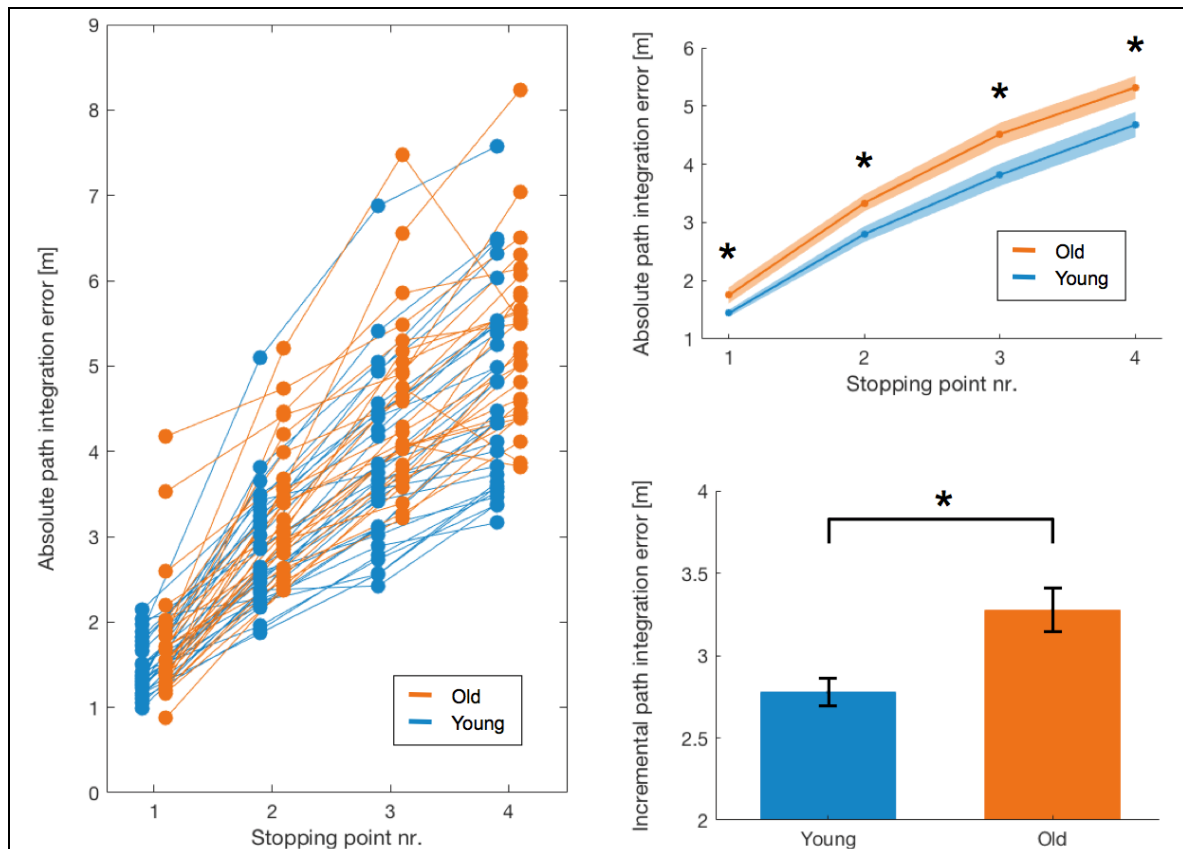 Absolute path integration error [m]
9
8
7
6
5
4
3
2
1
0
1 2 3 4
Stopping point nr.
Old
Young
Absolute path integration error [m]
6
5
4
3
2
1
* * * *
1 2 3 4
Stopping point nr.
Old
Young
Incremental path integration error [m]
4
3.5
3
2.5
2
*
Young Old